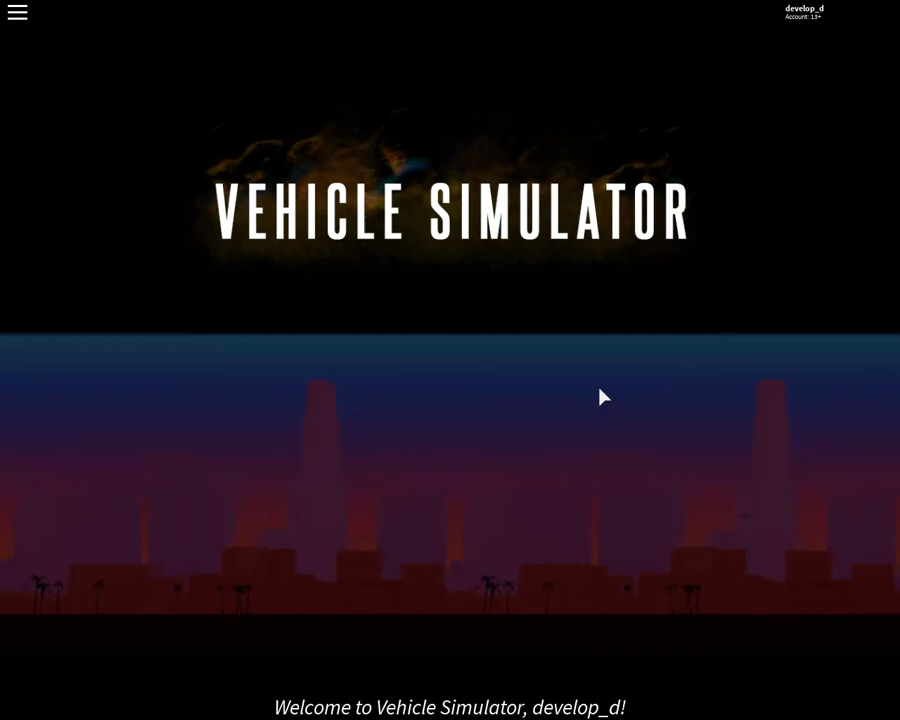 develop_d
Account: 13+
VEHICLE SIMULATOR
Welcome to Vehicle Simulator, develop_d!